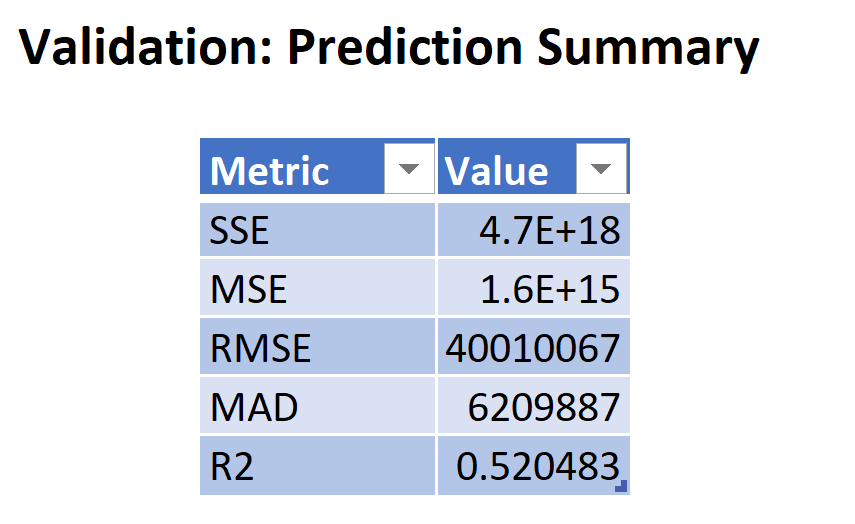 Validation: Prediction Summary
Metric Value
SSE 4.7E+18
MSE 1.6E+15
RMSE 40010067
MAD 6209887
R2 0.520483